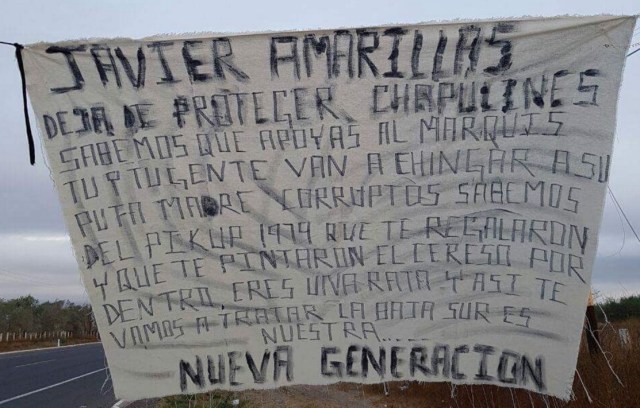 JAVIER AMARILLAS
DEJA DE PROTEGER CHAPULINES
SABEMOS QUE APOYAS AL MARQUIS
TU Y TU GENTE VAN A CHINGAR A SU
PUTA MADRE CORRUPTOS SABEMOS
DEL PIKUP 1979 QUE TE REGALARON
Y QUE TE PINTARON EL CERESO POR
DENTRO, ERES UNA RATA Y ASI TE
VAMOS A TRATAR LA BAJA SUR ES
NUESTRA......
NUEVA GENERACION